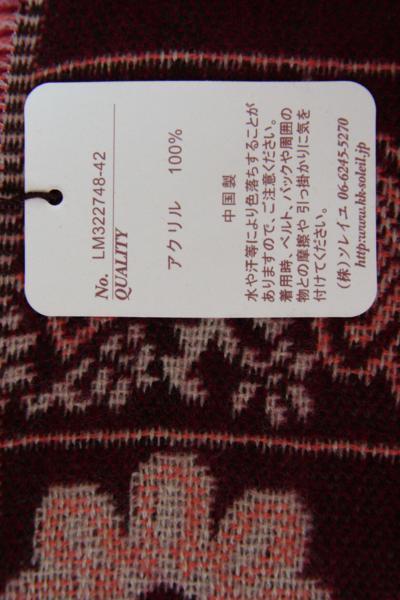 No. LM322748-42
QUALITY
アクリル 100%
中国製
水や汗等により色落ちすることが
ありますので、ご注意ください。
着用時、ベルト、バックや周囲の
物との摩擦や引っ掛かりに気を
付けてください。
(株)ソレイユ 06-6245-5270
http:www.kk-soleil.jp